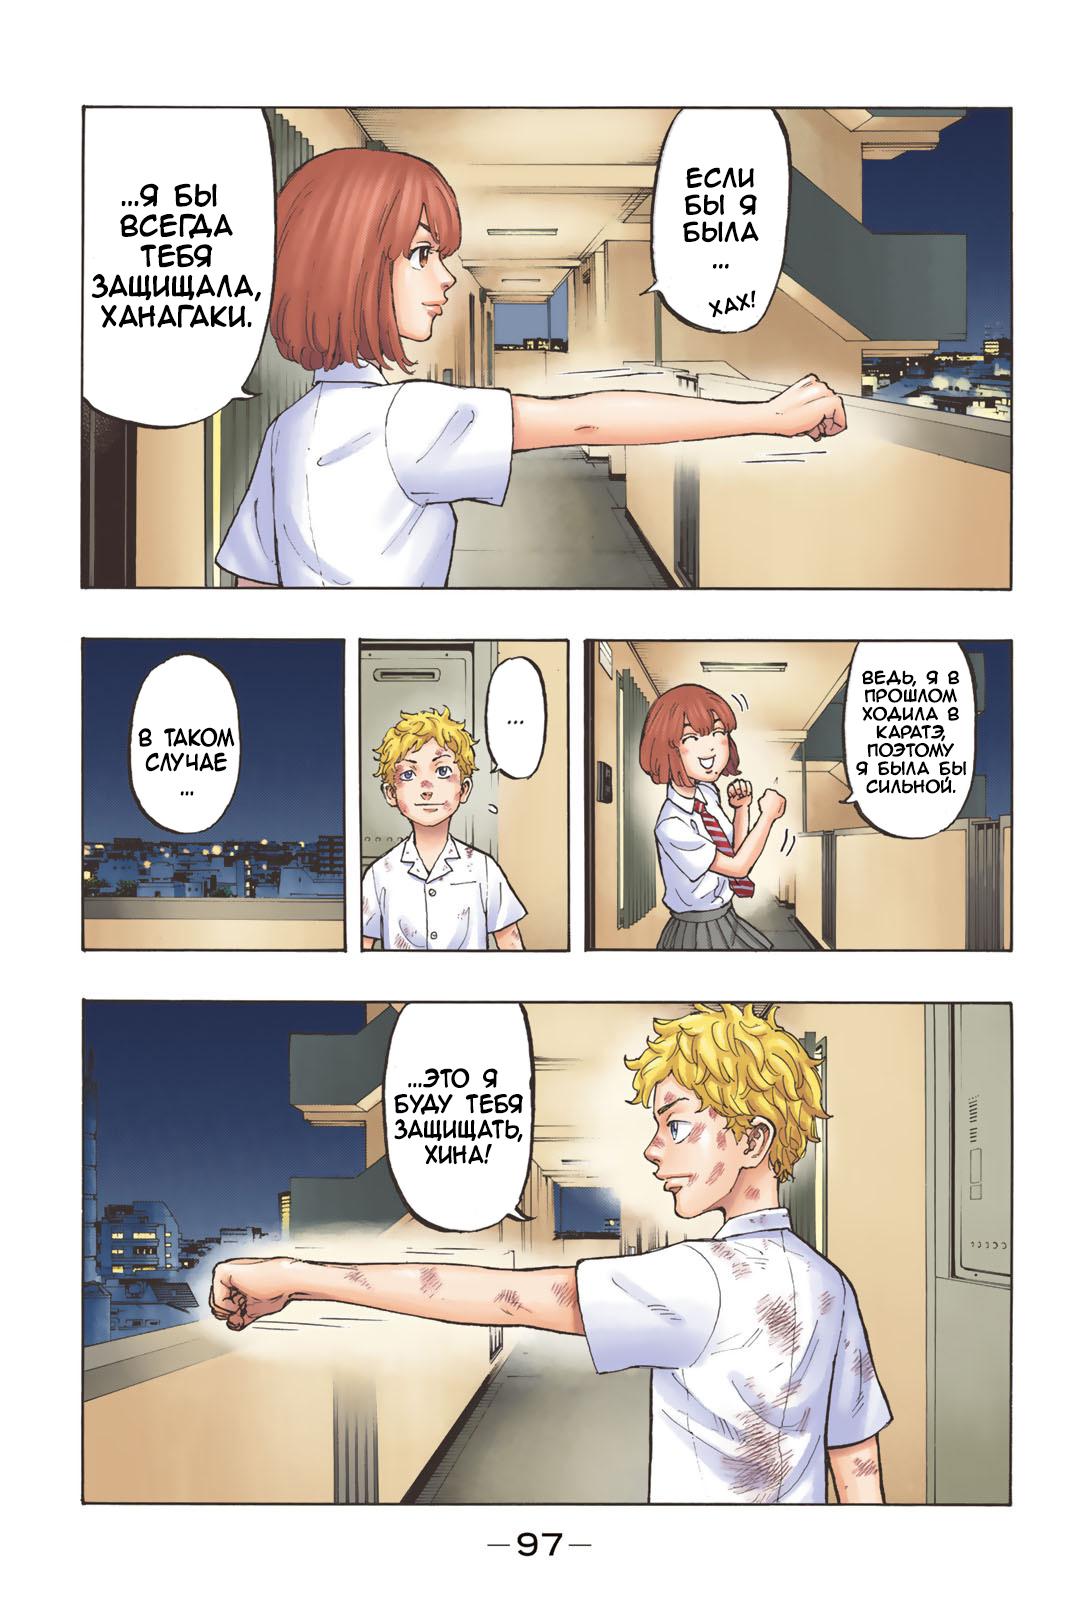 ЕСЛИ
БЫ Я
БЫЛА
...
ХАХ!
...Я БЫ
ВСЕГДА
ТЕБЯ
ЗАЩИЩАЛА,
ХАНАГАКИ.
ВЕДЬ, Я В
ПРОШЛОМ
ХОДИЛА В
КАРАТЭ,
ПОЭТОМУ
Я БЫЛА БЫ
СИЛЬНОЙ.
...
В ТАКОМ
СЛУЧАЕ
...
...ЭТО Я
БУДУ ТЕБЯ
ЗАЩИЩАТЬ,
ХИНА!
—97—